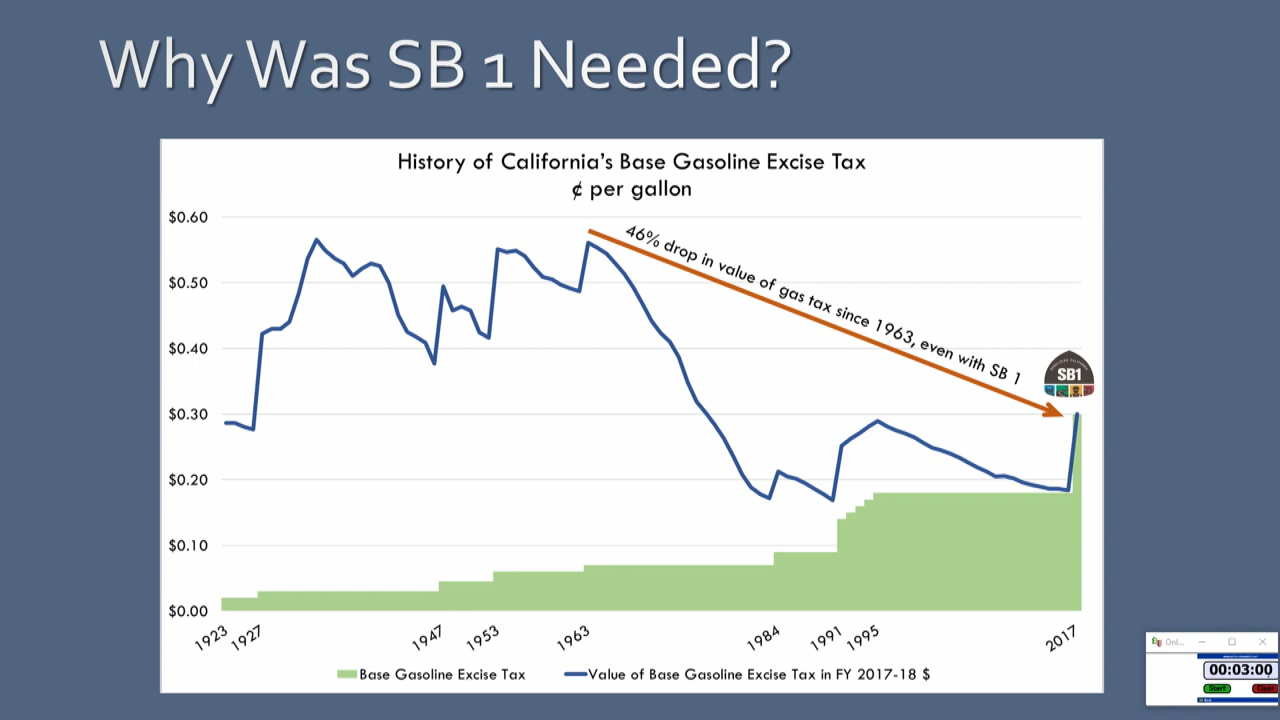 Why Was SB 1 Needed?
History of California's Base Gasoline Excise Tax
¢ per gallon
$0.60
$0.50
$0.40
$0.30
$0.20
$0.10
$0.00
46% drop in value of gas tax since 1963, even with SB 1
SB1
1923
1927
1947
1953
1963
1984
1991
1995
2017
Base Gasoline Excise Tax
Value of Base Gasoline Excise Tax in FY 2017-18 $
Onl...
00:03:00
Start
Clear